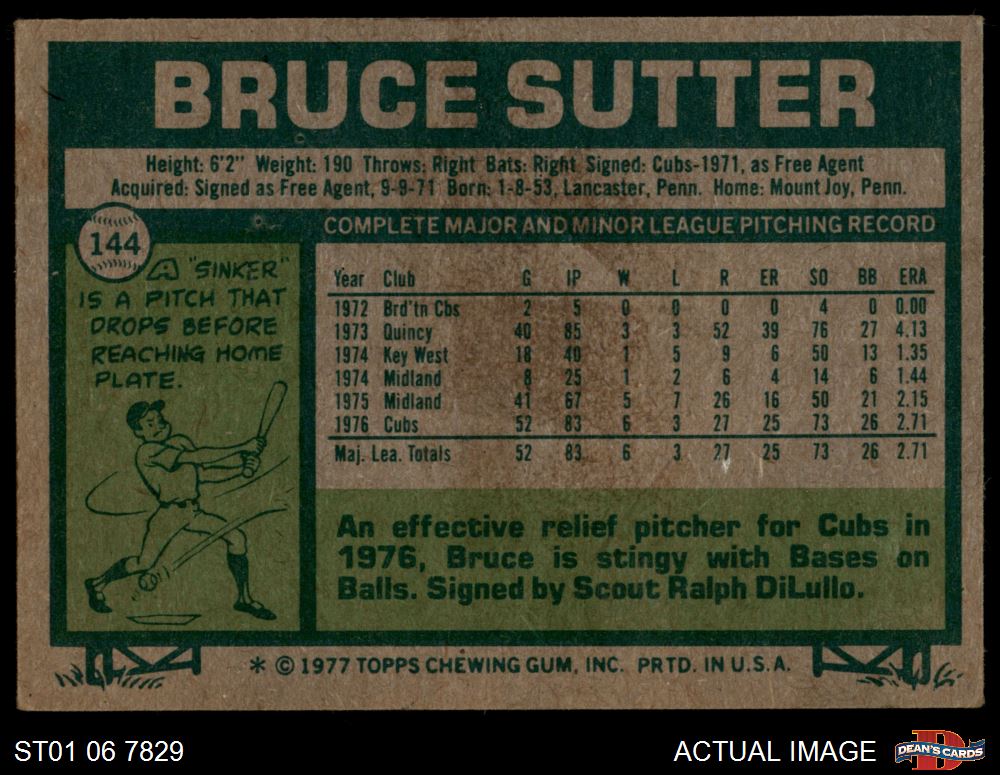 BRUCE SUTTER
Height: 6'2" Weight: 190 Throws: Right Bats: Right Signed: Cubs-1971, as Free Agent
Acquired: Signed as Free Agent, 9-9-71 Born: 1-8-53, Lancaster, Penn. Home: Mount Joy, Penn.
144
A "SINKER"
IS A PITCH THAT
DROPS BEFORE
REACHING HOME
PLATE.
COMPLETE MAJOR AND MINOR LEAGUE PITCHING RECORD
Year Club G IP W L R ER SO BB ERA
1972 Brd'tn Cbs 2 5 0 0 0 0 4 0 0.00
1973 Quincy 40 85 3 3 52 39 76 27 4.13
1974 Key West 18 40 1 5 9 6 50 13 1.35
1974 Midland 8 25 1 2 6 4 14 6 1.44
1975 Midland 41 67 5 7 26 16 50 21 2.15
1976 Cubs 52 83 6 3 27 25 73 26 2.71
Maj. Lea. Totals 52 83 6 3 27 25 73 26 2.71
An effective relief pitcher for Cubs in
1976, Bruce is stingy with Bases on
Balls. Signed by Scout Ralph DiLullo.
* © 1977 TOPPS CHEWING GUM, INC. PRTD. IN U.S.A.
ST01 06 7829
ACTUAL IMAGE
DEAN'S CARDS